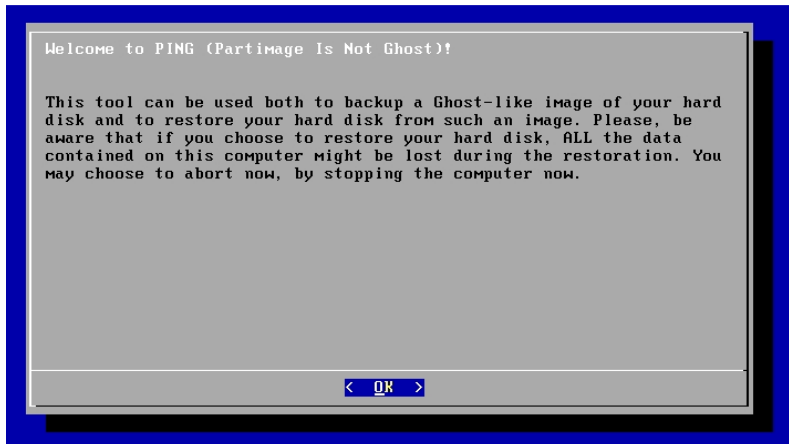 Welcome to PING (Partimage Is Not Ghost)!
This tool can be used both to backup a Ghost-like image of your hard
disk and to restore your hard disk from such an image. Please, be
aware that if you choose to restore your hard disk, ALL the data
contained on this computer might be lost during the restoration. You
may choose to abort now, by stopping the computer now.
< OK >